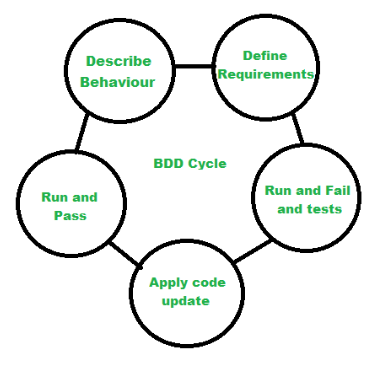 Describe
Behaviour
Define
Requirements
BDD Cycle
Run and
Pass
Run and Fail
and tests
Apply code
update